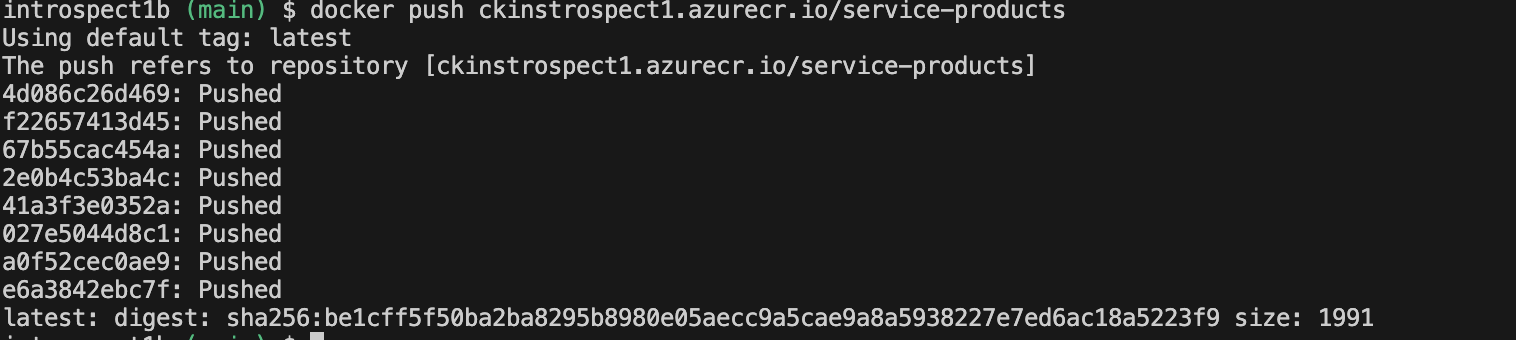 introspect1b (main) $ docker push ckinstrospect1.azurecr.io/service-products
Using default tag: latest
The push refers to repository [ckinstrospect1.azurecr.io/service-products]
4d086c26d469: Pushed
f22657413d45: Pushed
67b55cac454a: Pushed
2e0b4c53ba4c: Pushed
41a3f3e0352a: Pushed
027e5044d8c1: Pushed
a0f52cec0ae9: Pushed
e6a3842ebc7f: Pushed
latest: digest: sha256:be1cff5f50ba2ba8295b8980e05aecc9a5cae9a8a5938227e7ed6ac18a5223f9 size: 1991
introspect1b (main) $